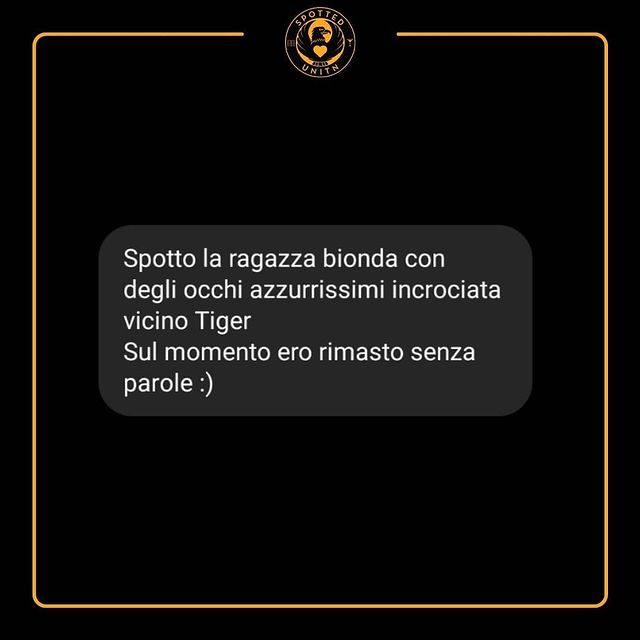 SPOTTED
UNITN
Spotto la ragazza bionda con
degli occhi azzurrissimi incrociata
vicino Tiger
Sul momento ero rimasto senza
parole :)